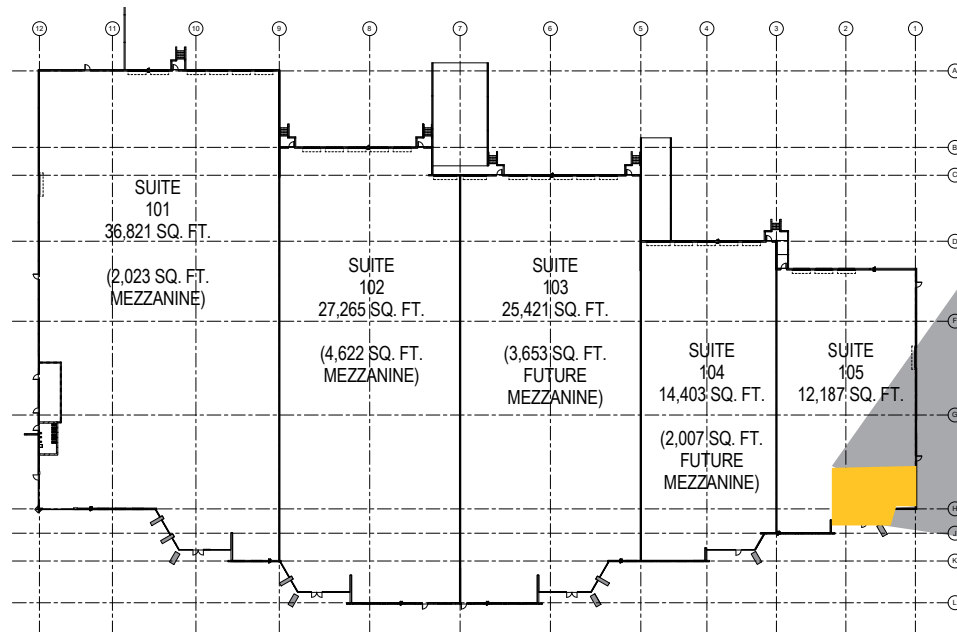 12 11 10 9 8 7 6 5 4 3 2 1
A
B
C
D
F
G
H
J
K
L
SUITE
101
36,821 SQ. FT.
(2,023 SQ. FT.
MEZZANINE)
SUITE
102
27,265 SQ. FT.
(4,622 SQ. FT.
MEZZANINE)
SUITE
103
25,421 SQ. FT.
(3,653 SQ. FT.
FUTURE
MEZZANINE)
SUITE
104
14,403 SQ. FT.
(2,007 SQ. FT.
FUTURE
MEZZANINE)
SUITE
105
12,187 SQ. FT.